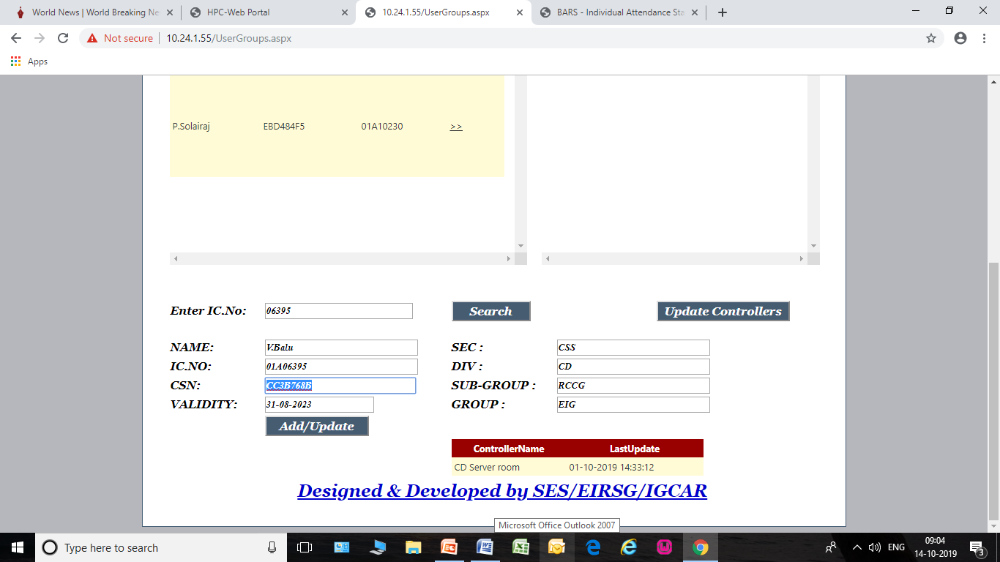 World News | World Breaking Ne
HPC-Web Portal
10.24.1.55/UserGroups.aspx
BARS - Individual Attendance Sta
Not secure
10.24.1.55/UserGroups.aspx
Apps
P.Solairaj EBD484F5 01A10230 >>
Enter IC.No: 06395 Search Update Controllers
NAME: V.Balu SEC : CSS
IC.NO: 01A06395 DIV : CD
CSN: CC3B768B SUB-GROUP : RCCG
VALIDITY: 31-08-2023 GROUP : EIG
Add/Update
ControllerName LastUpdate
CD Server room 01-10-2019 14:33:12
Designed & Developed by SES/EIRSG/IGCAR
Microsoft Office Outlook 2007
Type here to search
ENG
09:04
14-10-2019
3